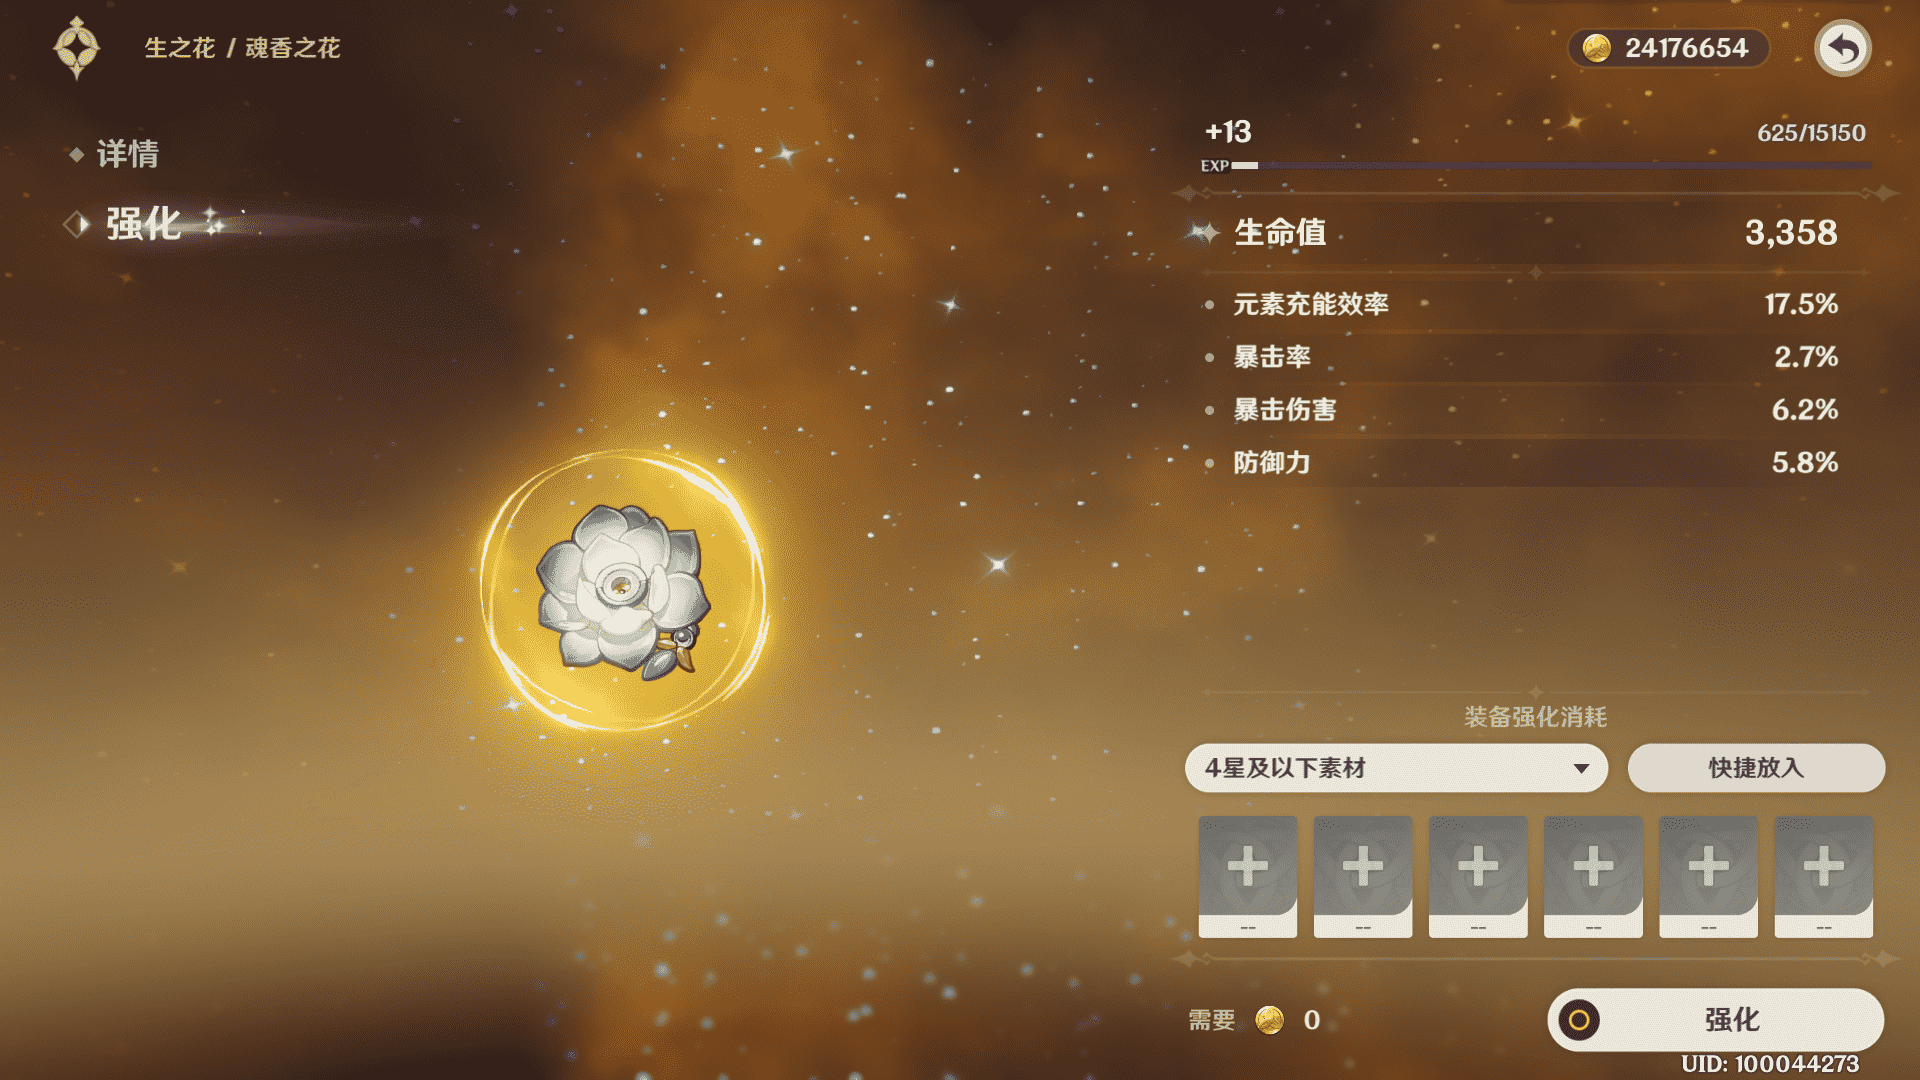 生之花 / 魂香之花
24176654
详情
强化
+13
625/15150
EXP
生命值 3,358
元素充能效率 17.5%
暴击率 2.7%
暴击伤害 6.2%
防御力 5.8%
装备强化消耗
4星及以下素材
快捷放入
-- -- -- -- -- --
需要 0
强化
UID: 100044273